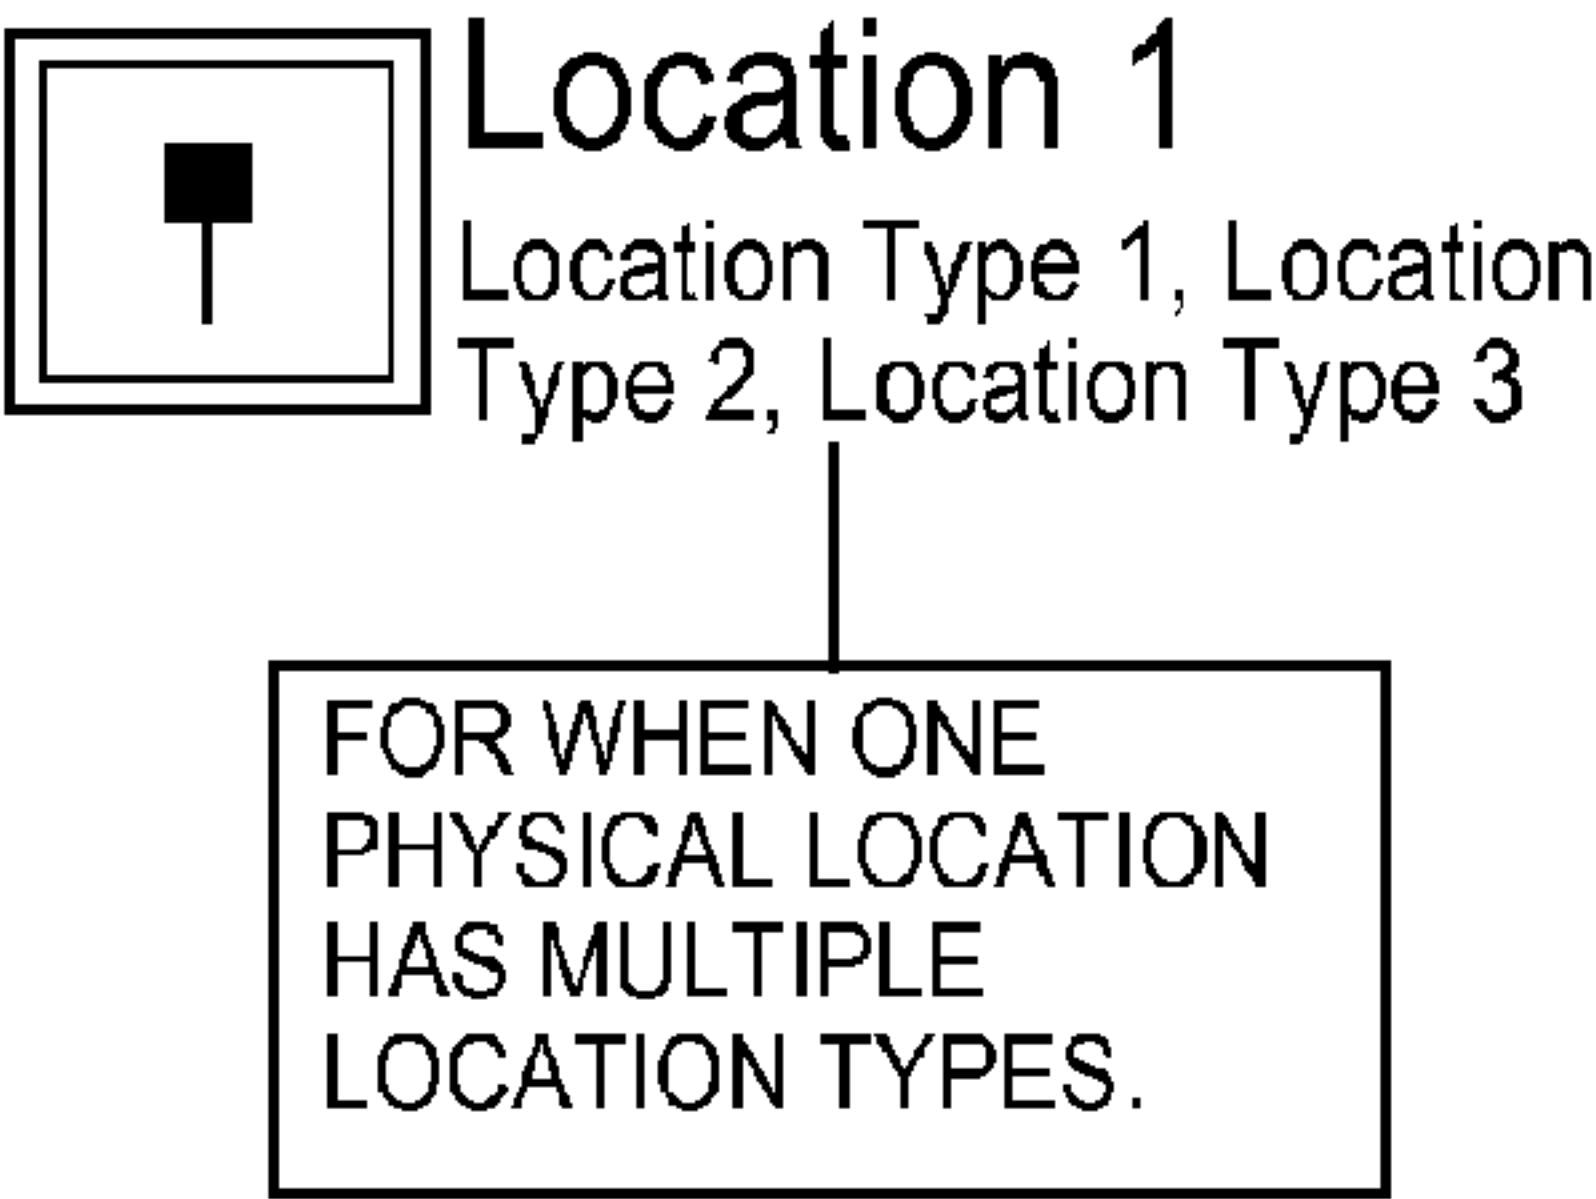 Location 1
Location Type 1, Location
Type 2, Location Type 3
FOR WHEN ONE
PHYSICAL LOCATION
HAS MULTIPLE
LOCATION TYPES.